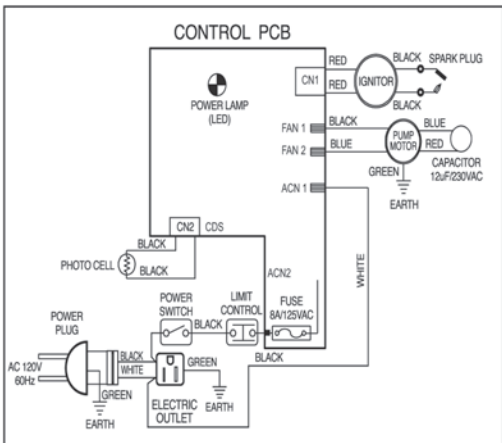 CONTROL PCB
RED
BLACK
SPARK PLUG
CN1
IGNITOR
RED
BLACK
POWER LAMP
(LED)
FAN 1
BLACK
BLUE
PUMP
MOTOR
FAN 2
BLUE
RED
CAPACITOR
12uF/230VAC
GREEN
ACN 1
EARTH
CN2
CDS
BLACK
WHITE
PHOTO CELL
BLACK
ACN2
POWER
SWITCH
LIMIT
CONTROL
FUSE
8A/125VAC
POWER
PLUG
BLACK
BLACK
BLACK
WHITE
GREEN
AC 120V
60Hz
GREEN
ELECTRIC
OUTLET
EARTH
EARTH